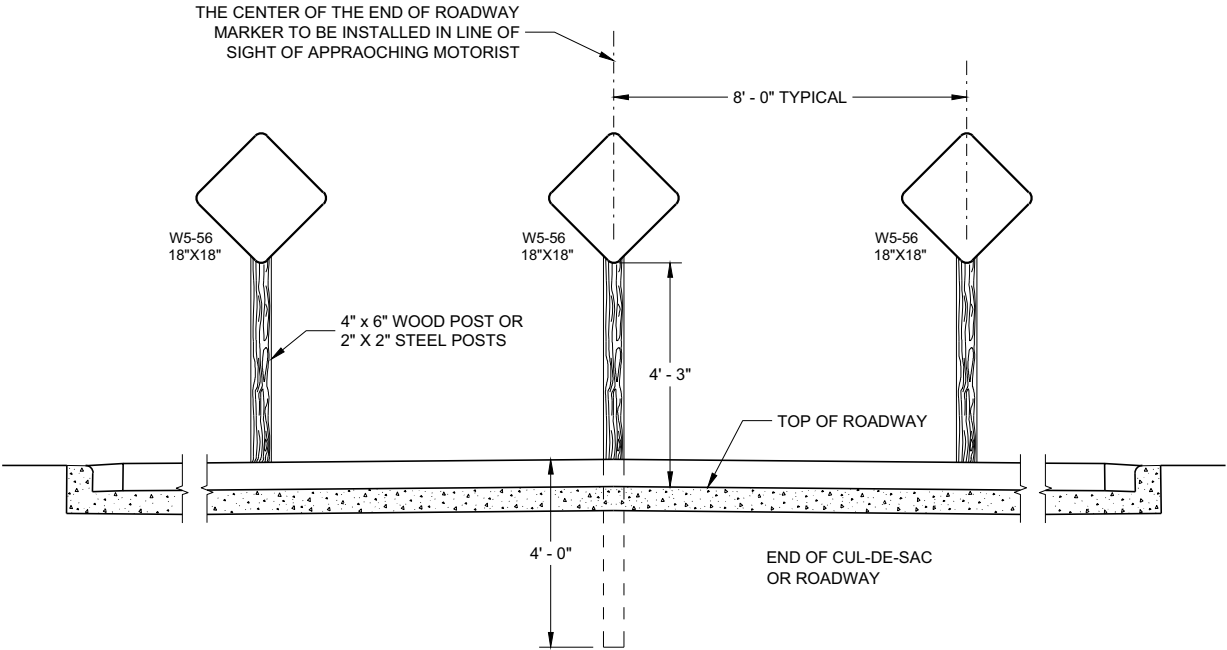 THE CENTER OF THE END OF ROADWAY
MARKER TO BE INSTALLED IN LINE OF
SIGHT OF APPRAOCHING MOTORIST
8' - 0" TYPICAL
W5-56
18"X18"
W5-56
18"X18"
W5-56
18"X18"
4" x 6" WOOD POST OR
2" X 2" STEEL POSTS
4' - 3"
TOP OF ROADWAY
4' - 0"
END OF CUL-DE-SAC
OR ROADWAY